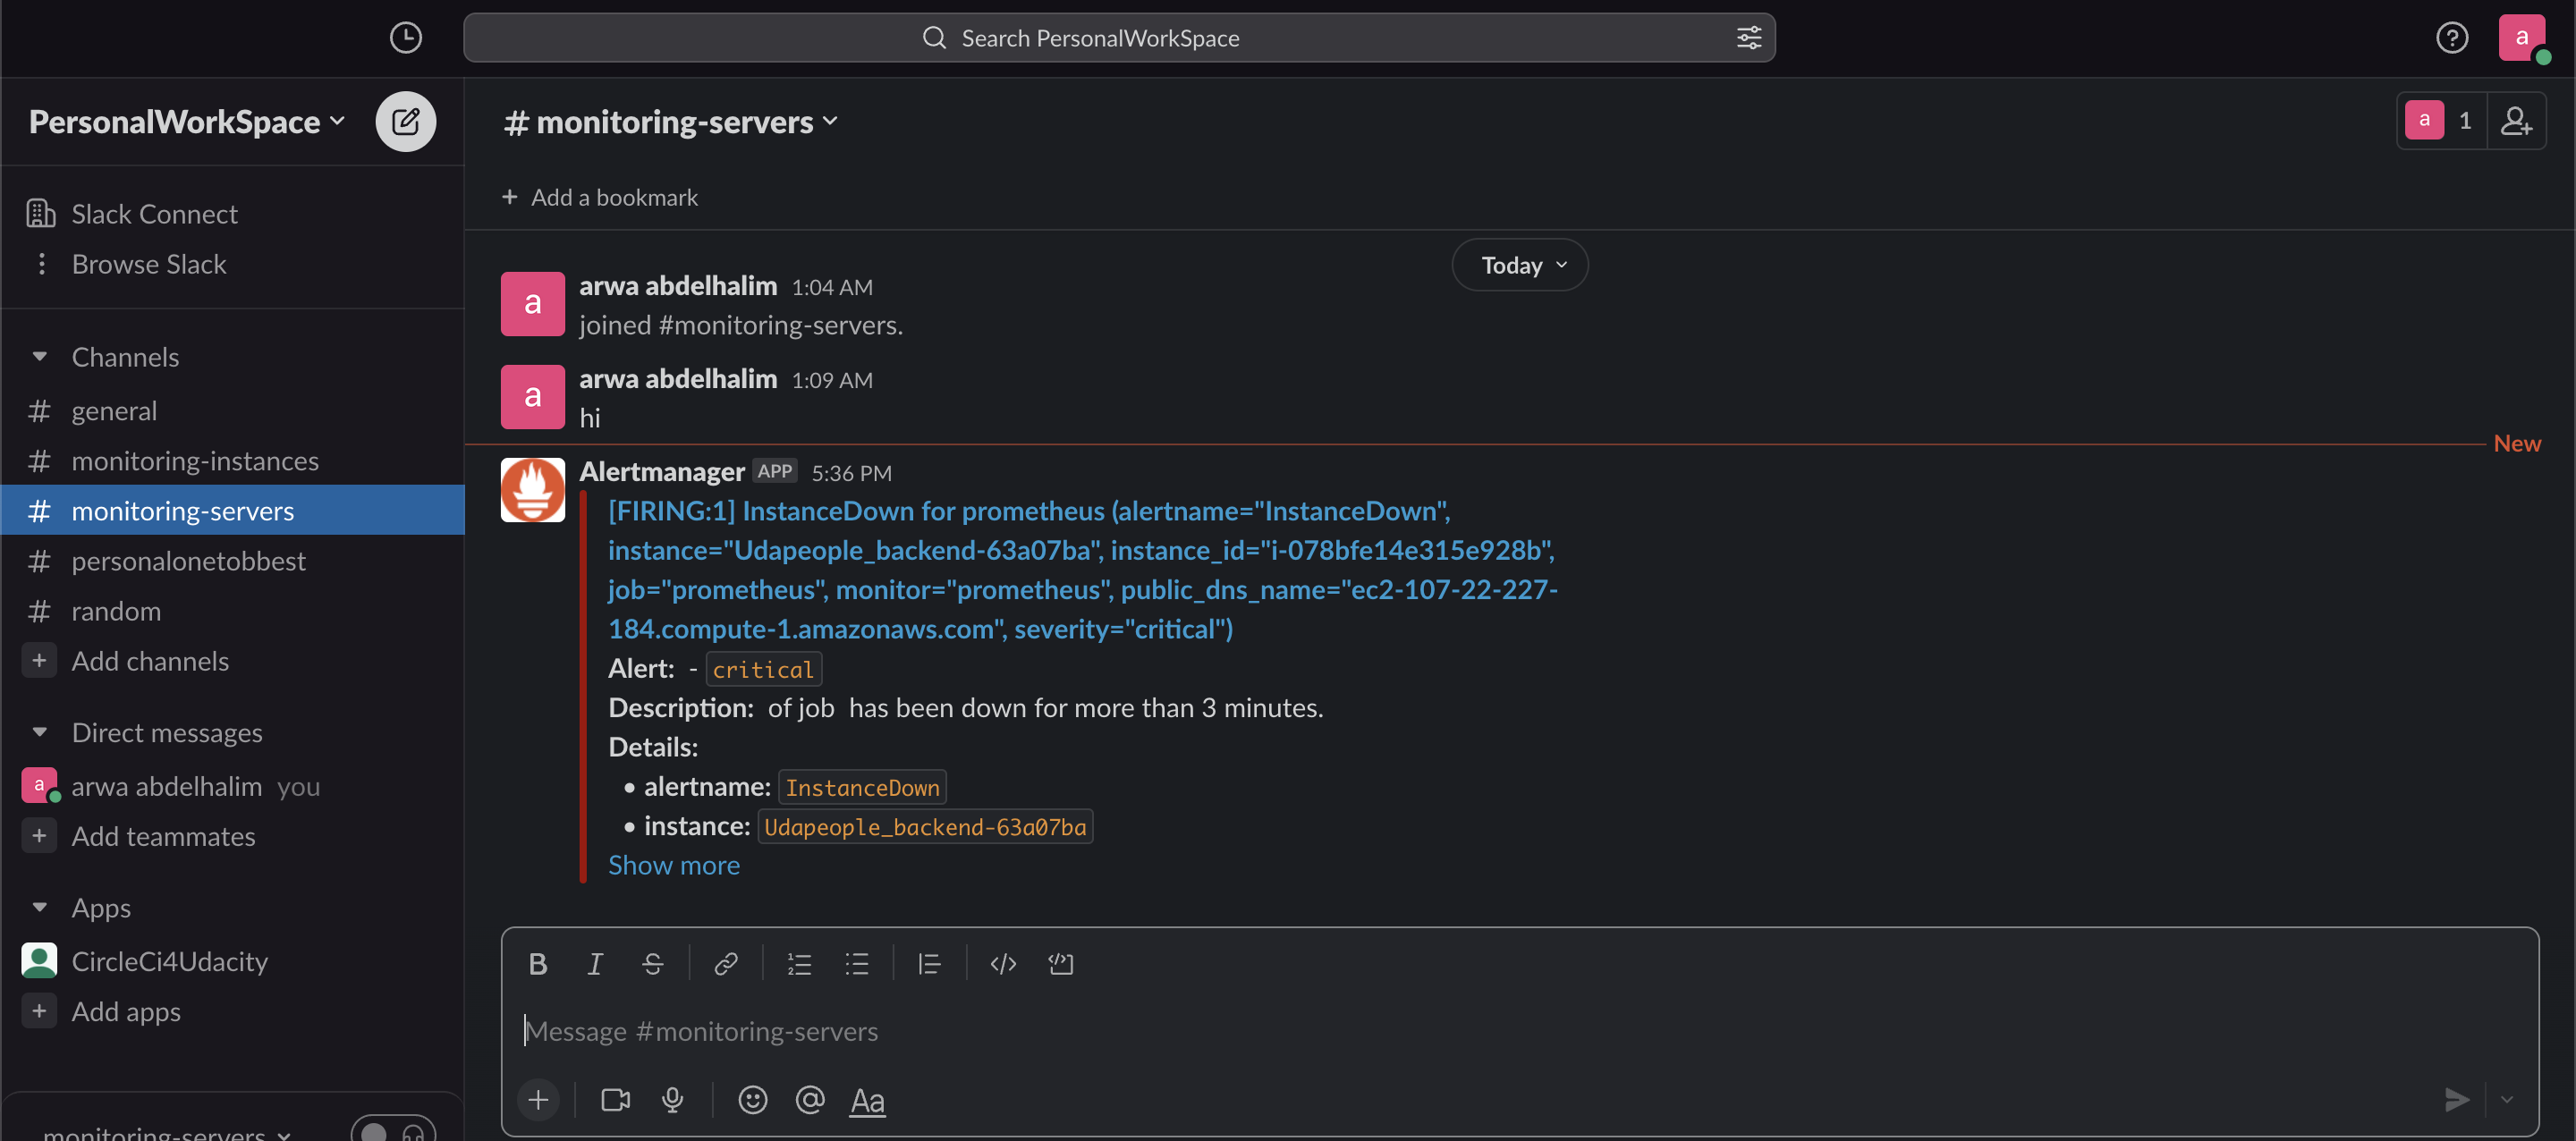 Search PersonalWorkSpace
a
PersonalWorkSpace
# monitoring-servers
a 1
+ Add a bookmark
Slack Connect
Browse Slack
Channels
# general
# monitoring-instances
# monitoring-servers
# personalonetobbest
# random
+ Add channels
Direct messages
a arwa abdelhalim you
+ Add teammates
Apps
CircleCi4Udacity
+ Add apps
monitoring-servers
Today
a arwa abdelhalim 1:04 AM
joined #monitoring-servers.
a arwa abdelhalim 1:09 AM
hi
New
Alertmanager APP 5:36 PM
[FIRING:1] InstanceDown for prometheus (alertname="InstanceDown",
instance="Udapeople_backend-63a07ba", instance_id="i-078bfe14e315e928b",
job="prometheus", monitor="prometheus", public_dns_name="ec2-107-22-227-
184.compute-1.amazonaws.com", severity="critical")
Alert: - critical
Description: of job has been down for more than 3 minutes.
Details:
• alertname: InstanceDown
• instance: Udapeople_backend-63a07ba
Show more
B I S
Message #monitoring-servers
+ @ Aa